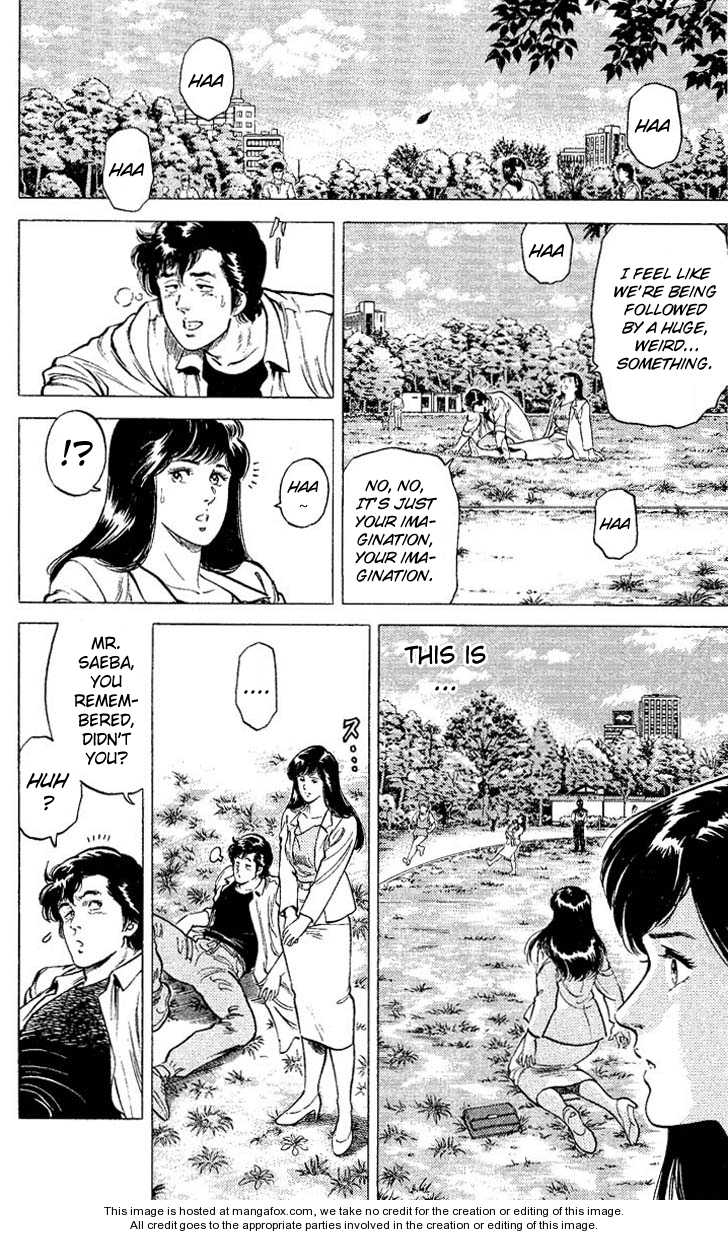 HAA
HAA
HAA
I FEEL LIKE
WE'RE BEING
FOLLOWED
BY A HUGE,
WEIRD...
SOMETHING.
HAA
NO, NO,
IT'S JUST
YOUR IMA-
GINATION,
YOUR IMA-
GINATION.
HAA
!?
HAA
~
THIS IS
...
....
ス...
MR.
SAEBA,
YOU
REMEM-
BERED,
DIDN'T
YOU?
HUH
?
This image is hosted at mangafox.com, we take no credit for the creation or editing of this image.
All credit goes to the appropriate parties involved in the creation or editing of this image.